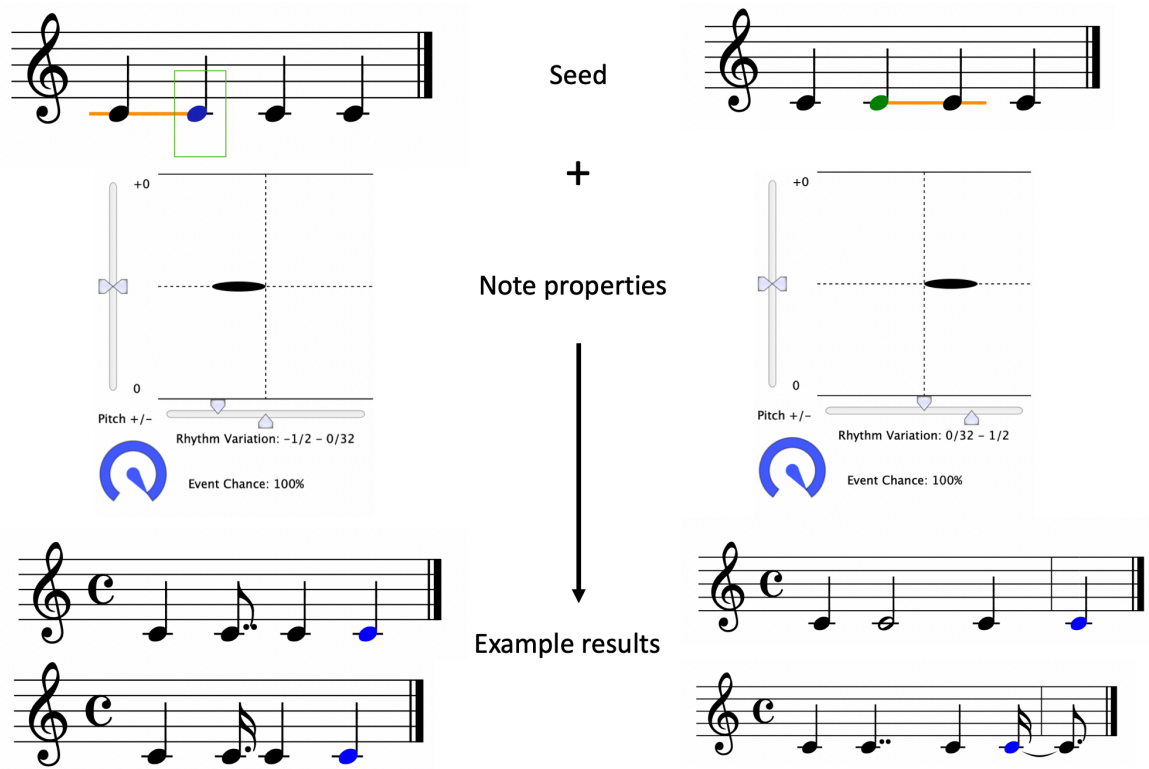 Seed
+
+0
+0
Note properties
0
0
Pitch +/-
Pitch +/-
Rhythm Variation: -1/2 - 0/32
Rhythm Variation: 0/32 - 1/2
Event Chance: 100%
Event Chance: 100%
Example results